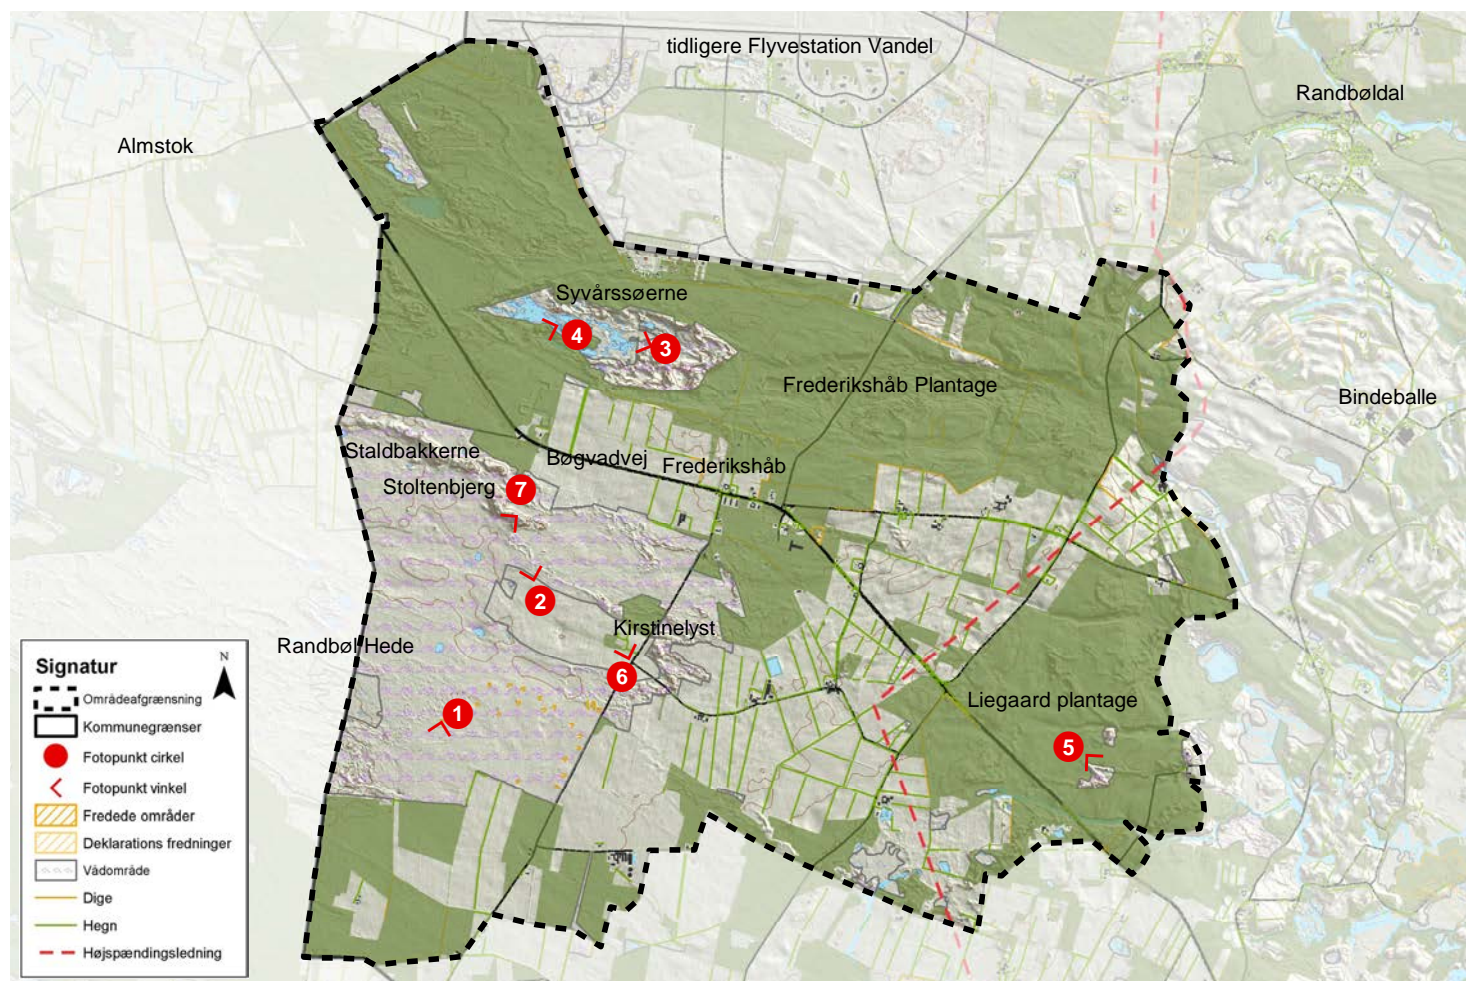 tidligere Flyvestation Vandel
Randbøldal
Almstok
Syvårssøerne
4
3
Frederikshåb Plantage
Bindeballe
Staldbakkerne
Bøgvadvej
Frederikshåb
Stoltenbjerg
7
2
Kirstinelyst
Randbøl Hede
6
1
Liegaard plantage
5
Signatur
N
Områdeafgrænsning
Kommunegrænser
Fotopunkt cirkel
Fotopunkt vinkel
Fredede områder
Deklarations fredninger
Vådområde
Dige
Hegn
Højspændingsledning